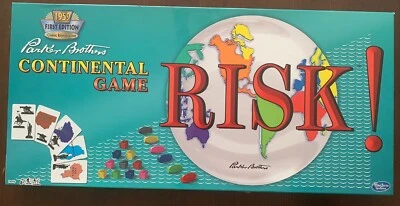 1959
FIRST EDITION
Parker Brothers
CONTINENTAL
GAME
RISK!
Parker Brothers